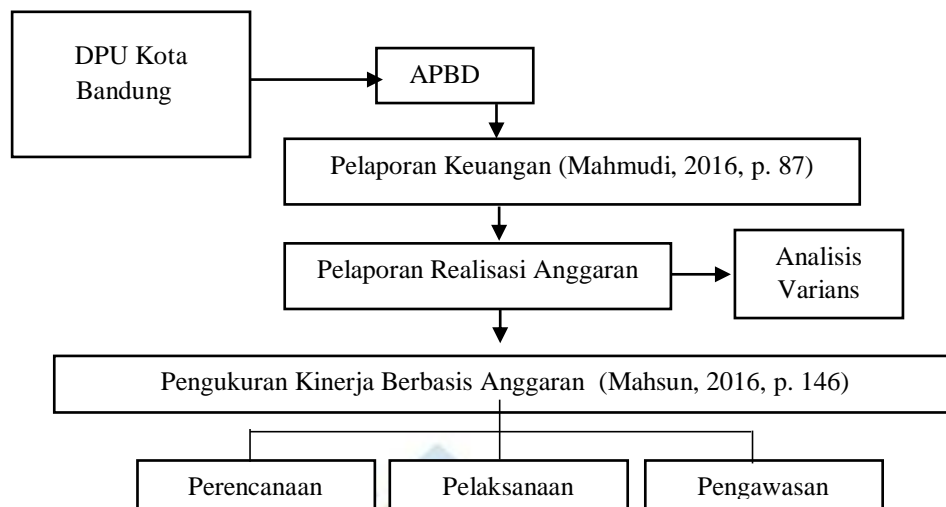 DPU Kota
Bandung
APBD
Pelaporan Keuangan (Mahmudi, 2016, p. 87)
Pelaporan Realisasi Anggaran
Analisis
Varians
Pengukuran Kinerja Berbasis Anggaran (Mahsun, 2016, p. 146)
Perencanaan
Pelaksanaan
Pengawasan